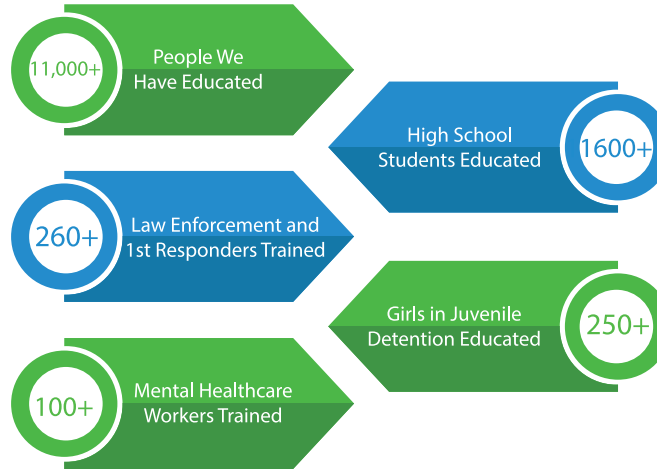 11,000+
People We
Have Educated
High School
Students Educated
1600+
260+
Law Enforcement and
1st Responders Trained
Girls in Juvenile
Detention Educated
250+
100+
Mental Healthcare
Workers Trained